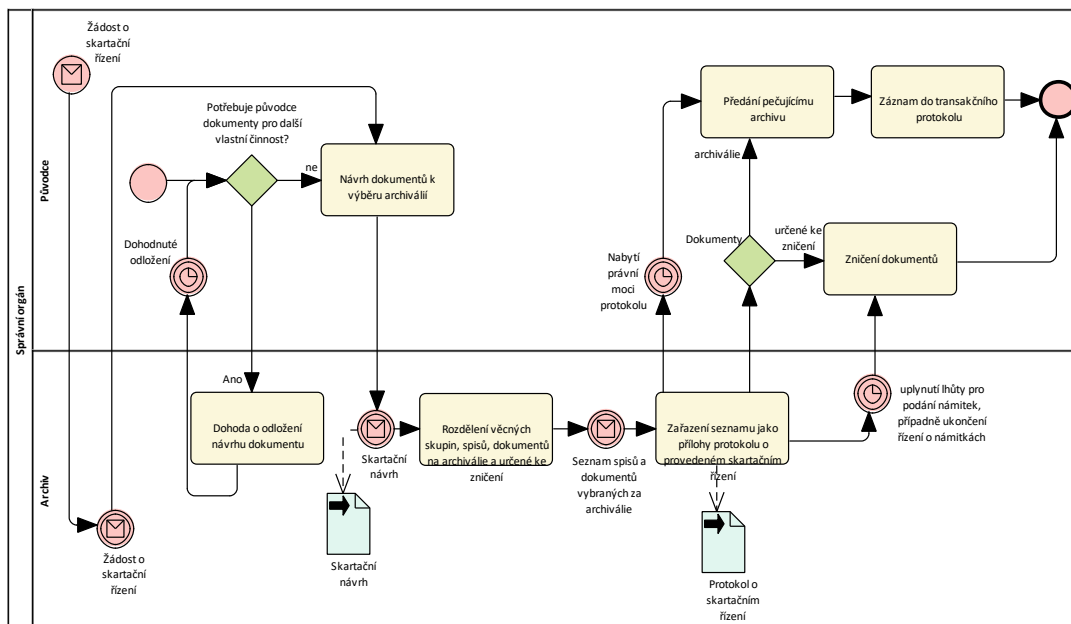 Správní orgán
Původce
Archiv
Žádost o
skartační
řízení
Potřebuje původce
dokumenty pro další
vlastní činnost?
ne
Návrh dokumentů k
výběru archiválií
Dohodnuté
odložení
Předání pečujícímu
archivu
Záznam do transakčního
protokolu
archiválie
Dokumenty
určené ke
zničení
Zničení dokumentů
Nabytí
právní
moci
protokolu
Ano
Dohoda o odložení
návrhu dokumentu
Skartační
návrh
Rozdělení věcných
skupin, spisů, dokumentů
na archiválie a určené ke
zničení
Seznam spisů a
dokumentů
vybraných za
archiválie
Zařazení seznamu jako
přílohy protokolu o
provedeném skartačním
řízení
uplynutí lhůty pro
podání námitek,
případně ukončení
řízení o námitkách
Žádost o
skartační
řízení
Skartační
návrh
Protokol o
skartačním
řízení